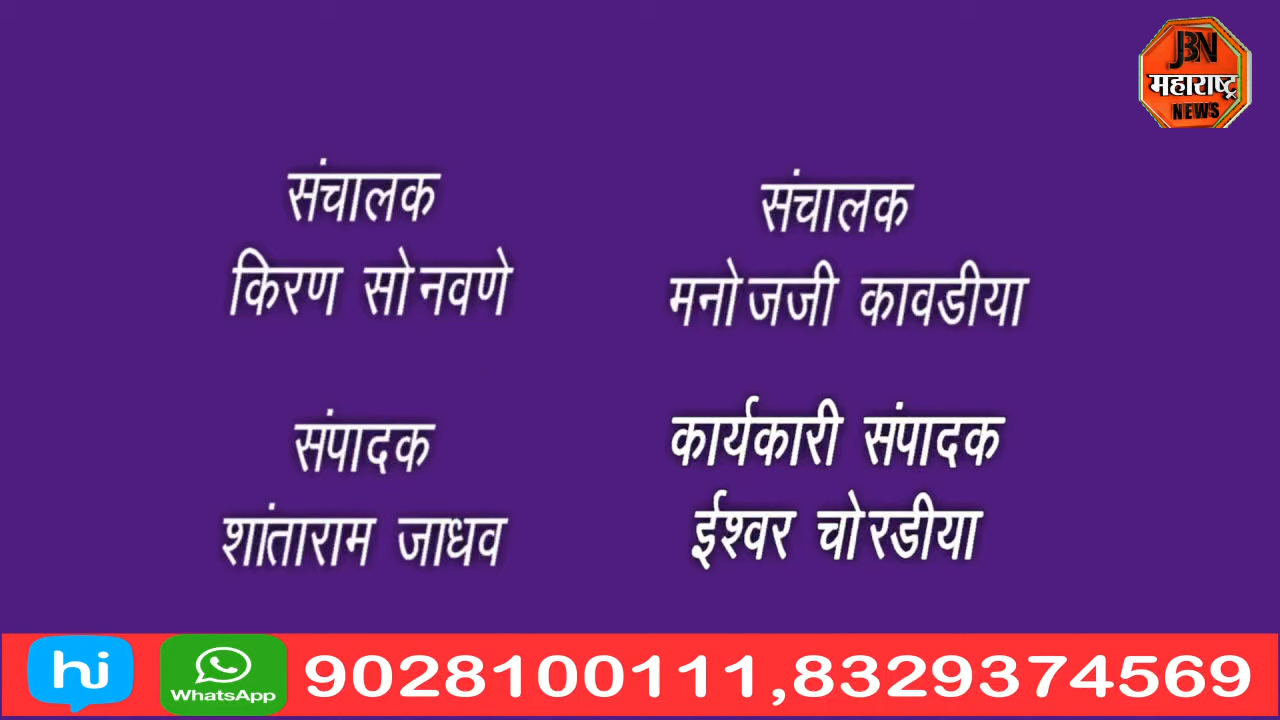 JBN
महाराष्ट्र
NEWS
संचालक
किरण सोनवणे
संचालक
मनोजजी कावडीया
संपादक
शांताराम जाधव
कार्यकारी संपादक
ईश्वर चोरडीया
hi
WhatsApp
9028100111,8329374569